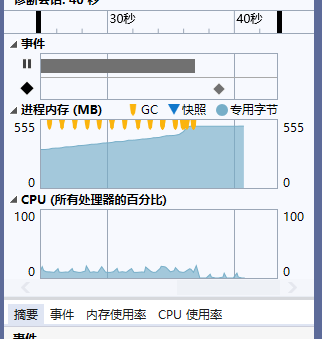 诊断会话: 40 秒
30秒 40秒
事件
进程内存 (MB) GC 快照 专用字节
555 555
0 0
CPU (所有处理器的百分比)
100 100
0 0
摘要 事件 内存使用率 CPU 使用率
事件